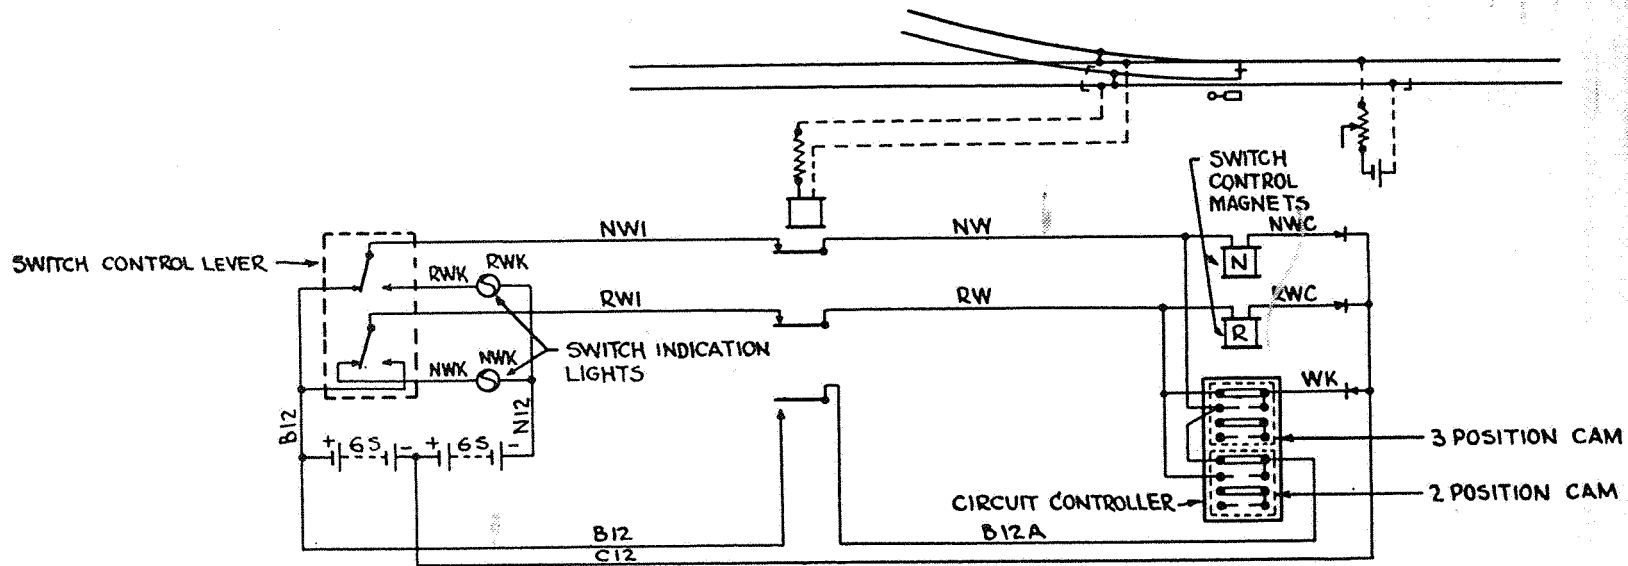 SWITCH
CONTROL
MAGNETS
NW1
NW
NWC
N
SWITCH CONTROL LEVER
RWK
RWK
RW1
RW
RWC
R
SWITCH INDICATION
LIGHTS
NWK
NWK
WK
B12
N12
+ 6S - + 6S -
3 POSITION CAM
2 POSITION CAM
CIRCUIT CONTROLLER
B12
B12A
C12